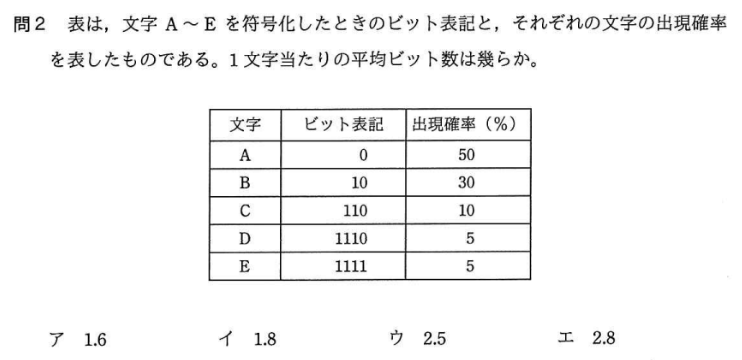 問2 表は，文字 A～E を符号化したときのビット表記と，それぞれの文字の出現確率
を表したものである。1文字当たりの平均ビット数は幾らか。
文字 ビット表記 出現確率（%）
A 0 50
B 10 30
C 110 10
D 1110 5
E 1111 5
ア 1.6 イ 1.8 ウ 2.5 エ 2.8